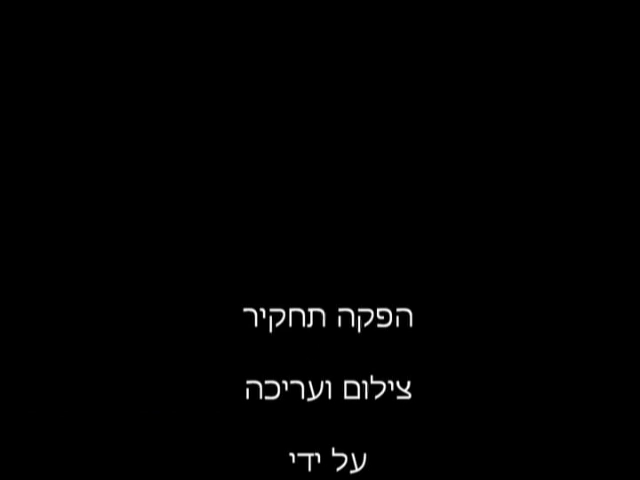 הפקה תחקיר
צילום ועריכה
על ידי